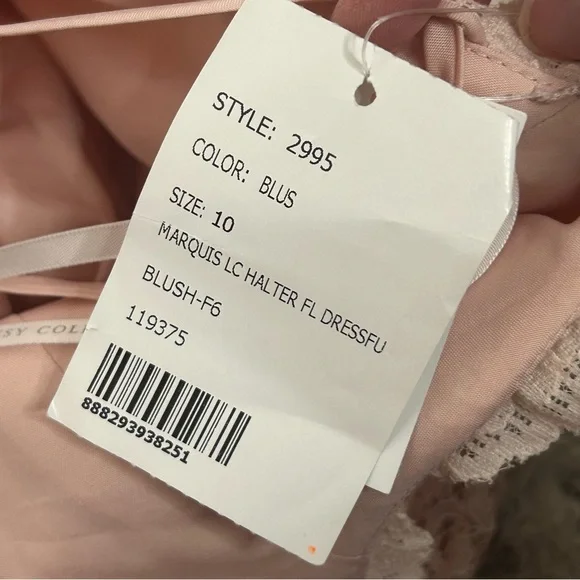 STYLE: 2995
COLOR: BLUS
SIZE: 10
MARQUIS LC HALTER FL DRESSFU
BLUSH-F6
119375
888293938251